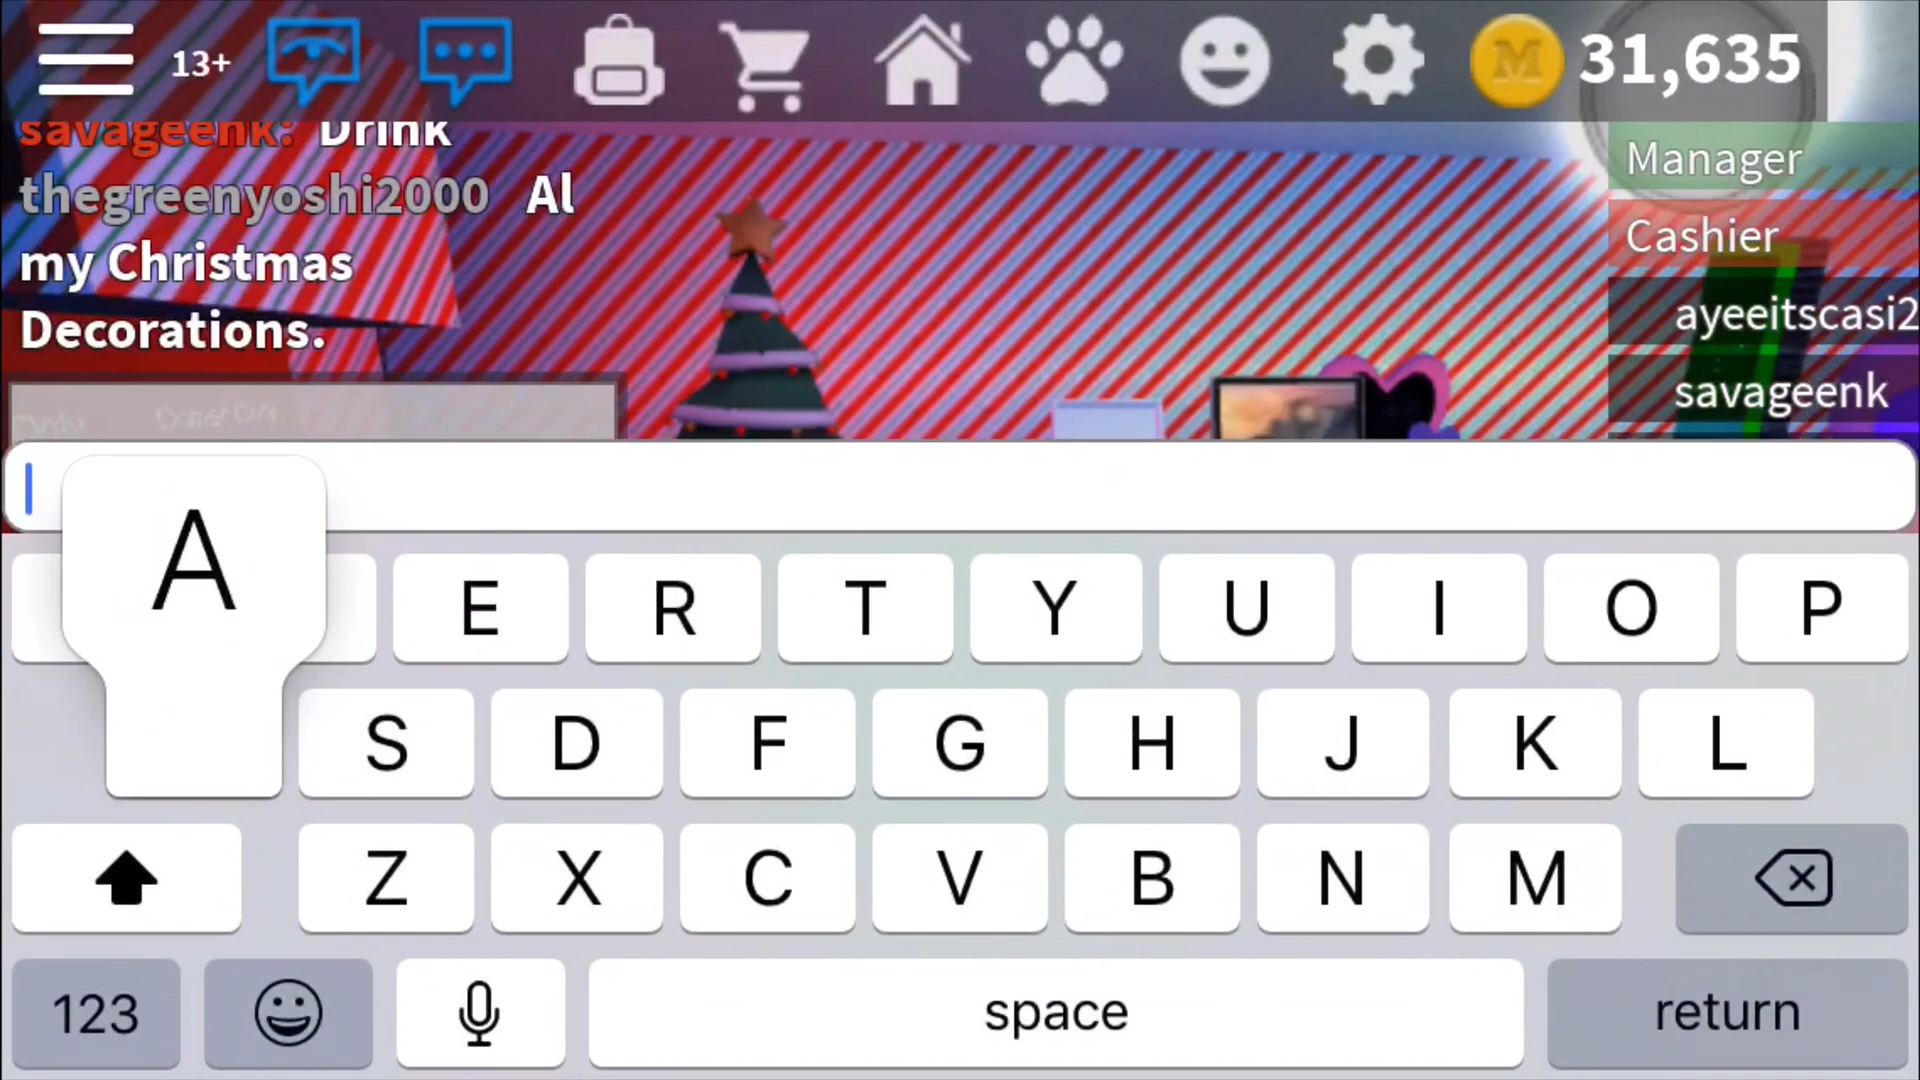 13+
31,635
savageenk: Drink
thegreenyoshi2000 Al
my Christmas
Decorations.
Manager
Cashier
ayeeitscasi2
savageenk
A
E R T Y U I O P
S D F G H J K L
Z X C V B N M
123 space return